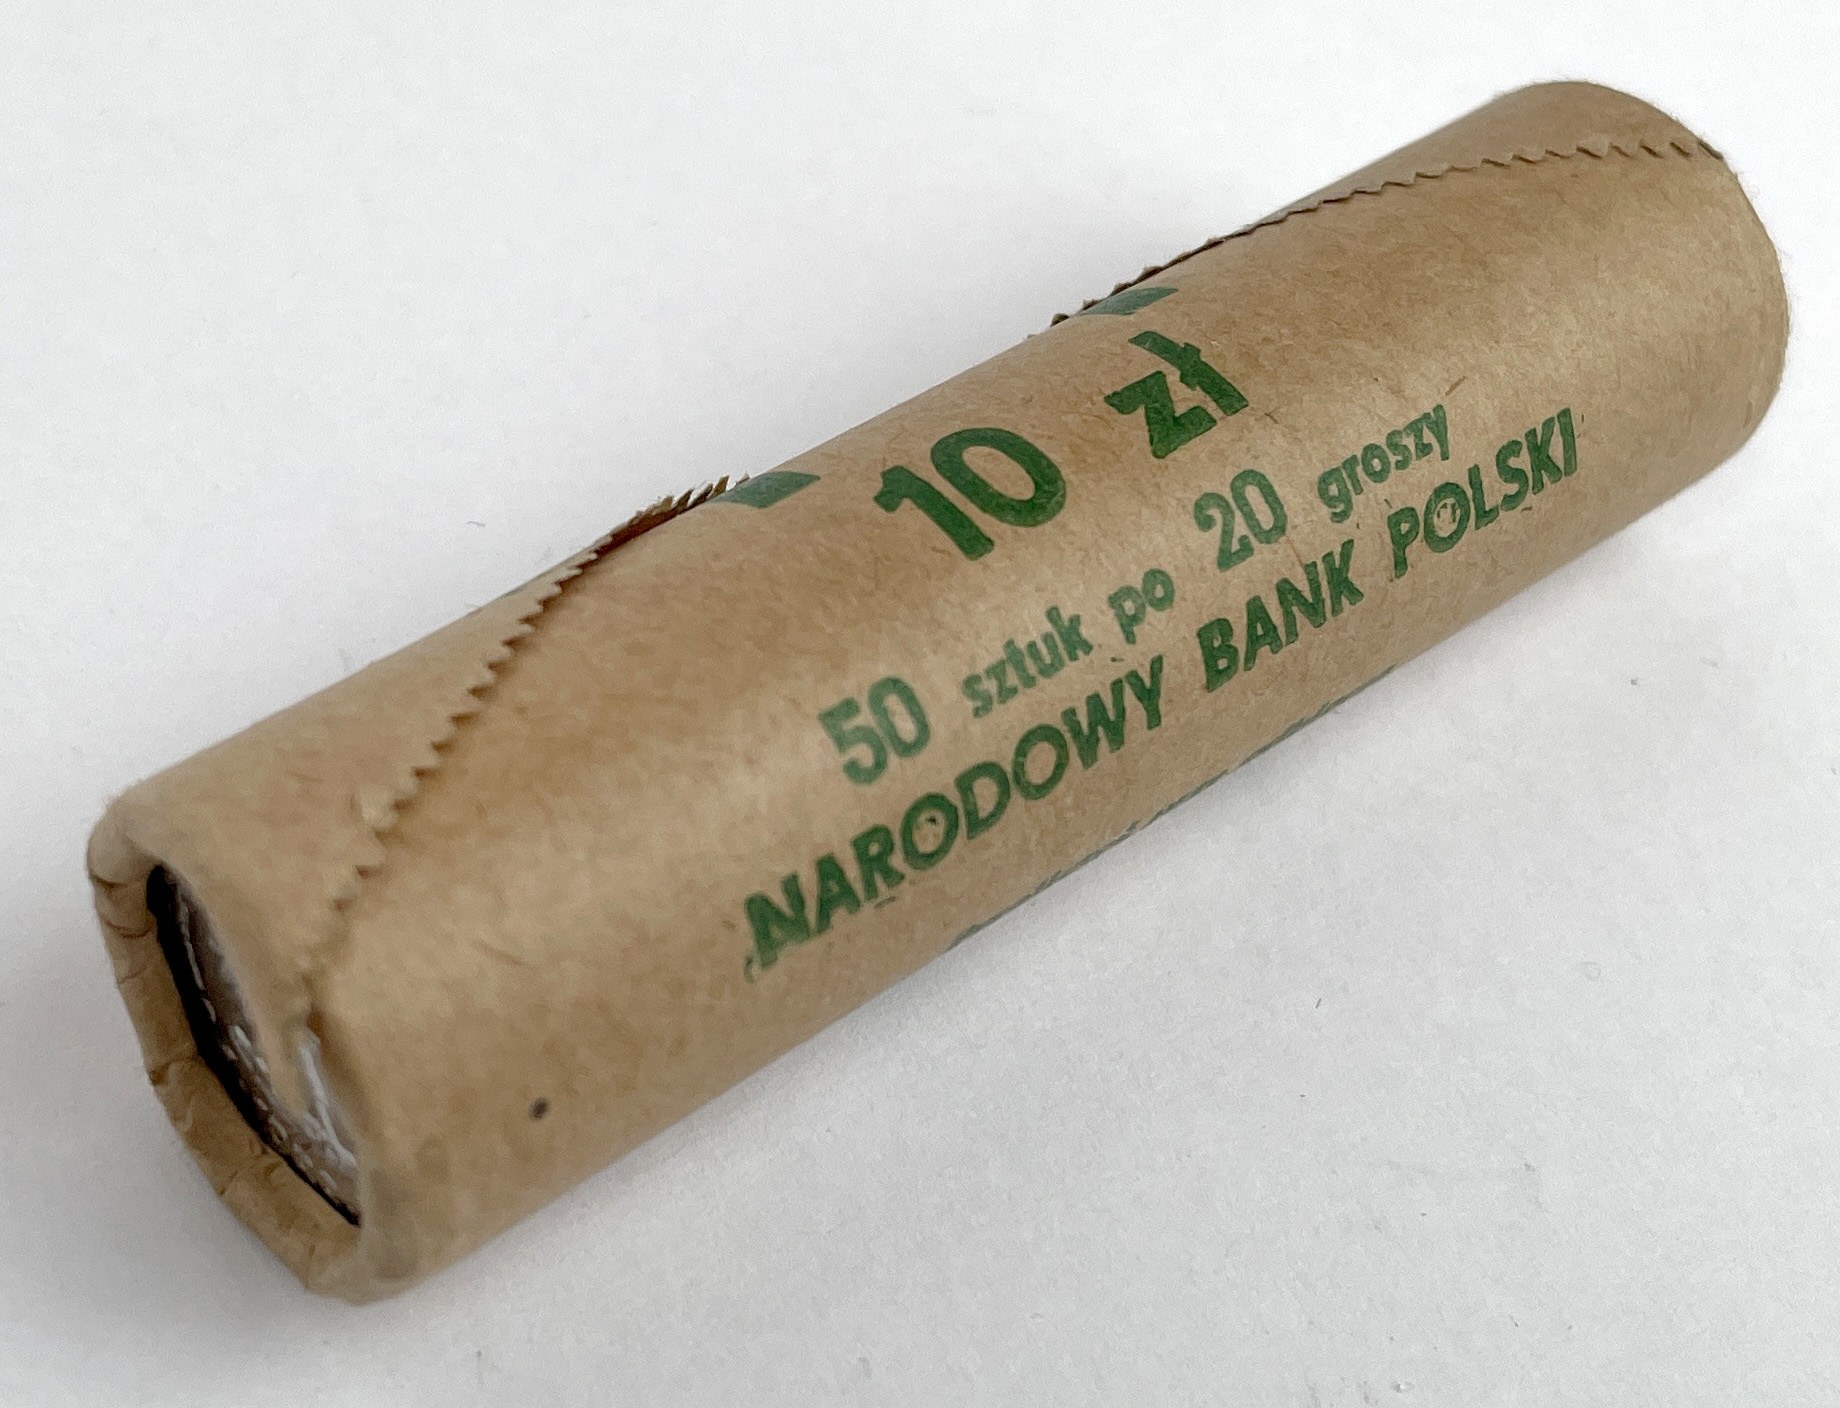 10 zł
50 sztuk po 20 groszy
NARODOWY BANK POLSKI